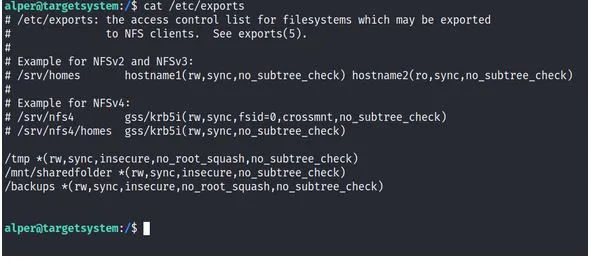 alper@targetsystem:/$ cat /etc/exports
# /etc/exports: the access control list for filesystems which may be exported
#               to NFS clients.  See exports(5).
#
# Example for NFSv2 and NFSv3:
# /srv/homes       hostname1(rw,sync,no_subtree_check) hostname2(ro,sync,no_subtree_check)
#
# Example for NFSv4:
# /srv/nfs4        gss/krb5i(rw,sync,fsid=0,crossmnt,no_subtree_check)
# /srv/nfs4/homes  gss/krb5i(rw,sync,no_subtree_check)
/tmp *(rw,sync,insecure,no_root_squash,no_subtree_check)
/mnt/sharedfolder *(rw,sync,insecure,no_subtree_check)
/backups *(rw,sync,insecure,no_root_squash,no_subtree_check)
alper@targetsystem:/$